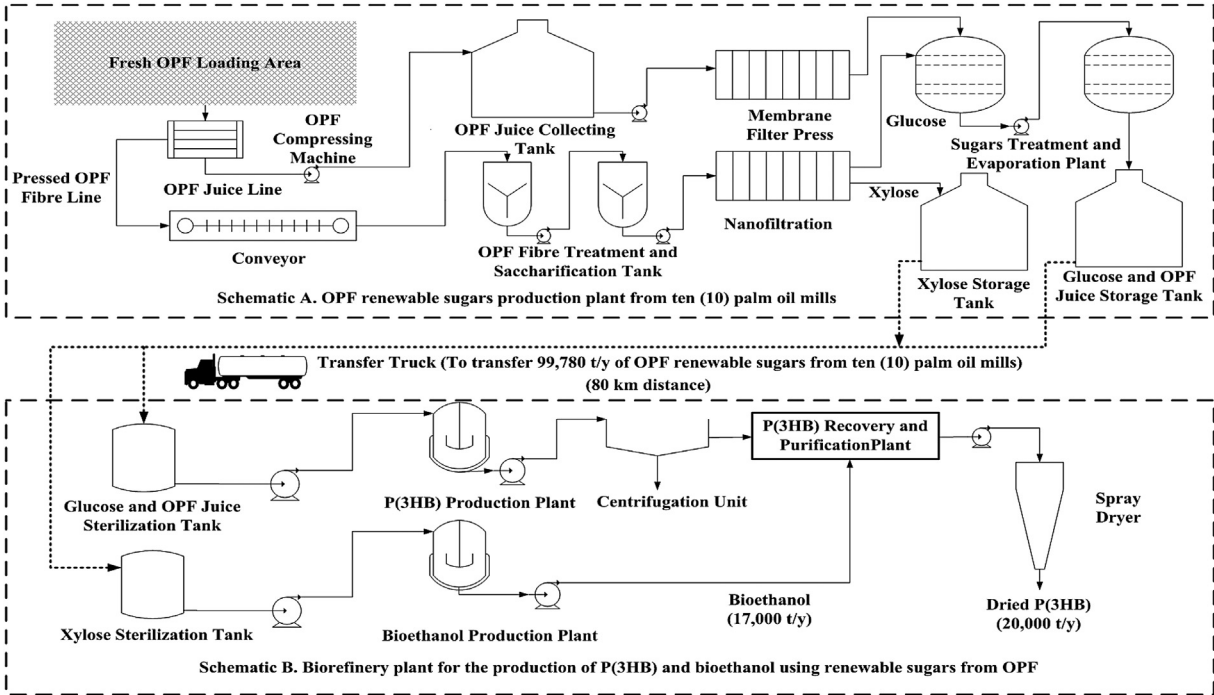 Fresh OPF Loading Area
OPF
Compressing
Machine
OPF Juice Line
Pressed OPF
Fibre Line
Conveyor
OPF Juice Collecting
Tank
OPF Fibre Treatment and
Saccharification Tank
Membrane
Filter Press
Nanofiltration
Glucose
Xylose
Sugars Treatment and
Evaporation Plant
Xylose Storage
Tank
Glucose and OPF
Juice Storage Tank
Schematic A. OPF renewable sugars production plant from ten (10) palm oil mills
Transfer Truck (To transfer 99,780 t/y of OPF renewable sugars from ten (10) palm oil mills)
(80 km distance)
Glucose and OPF Juice
Sterilization Tank
P(3HB) Production Plant
Centrifugation Unit
P(3HB) Recovery and
PurificationPlant
Spray
Dryer
Xylose Sterilization Tank
Bioethanol Production Plant
Bioethanol
(17,000 t/y)
Dried P(3HB)
(20,000 t/y)
Schematic B. Biorefinery plant for the production of P(3HB) and bioethanol using renewable sugars from OPF